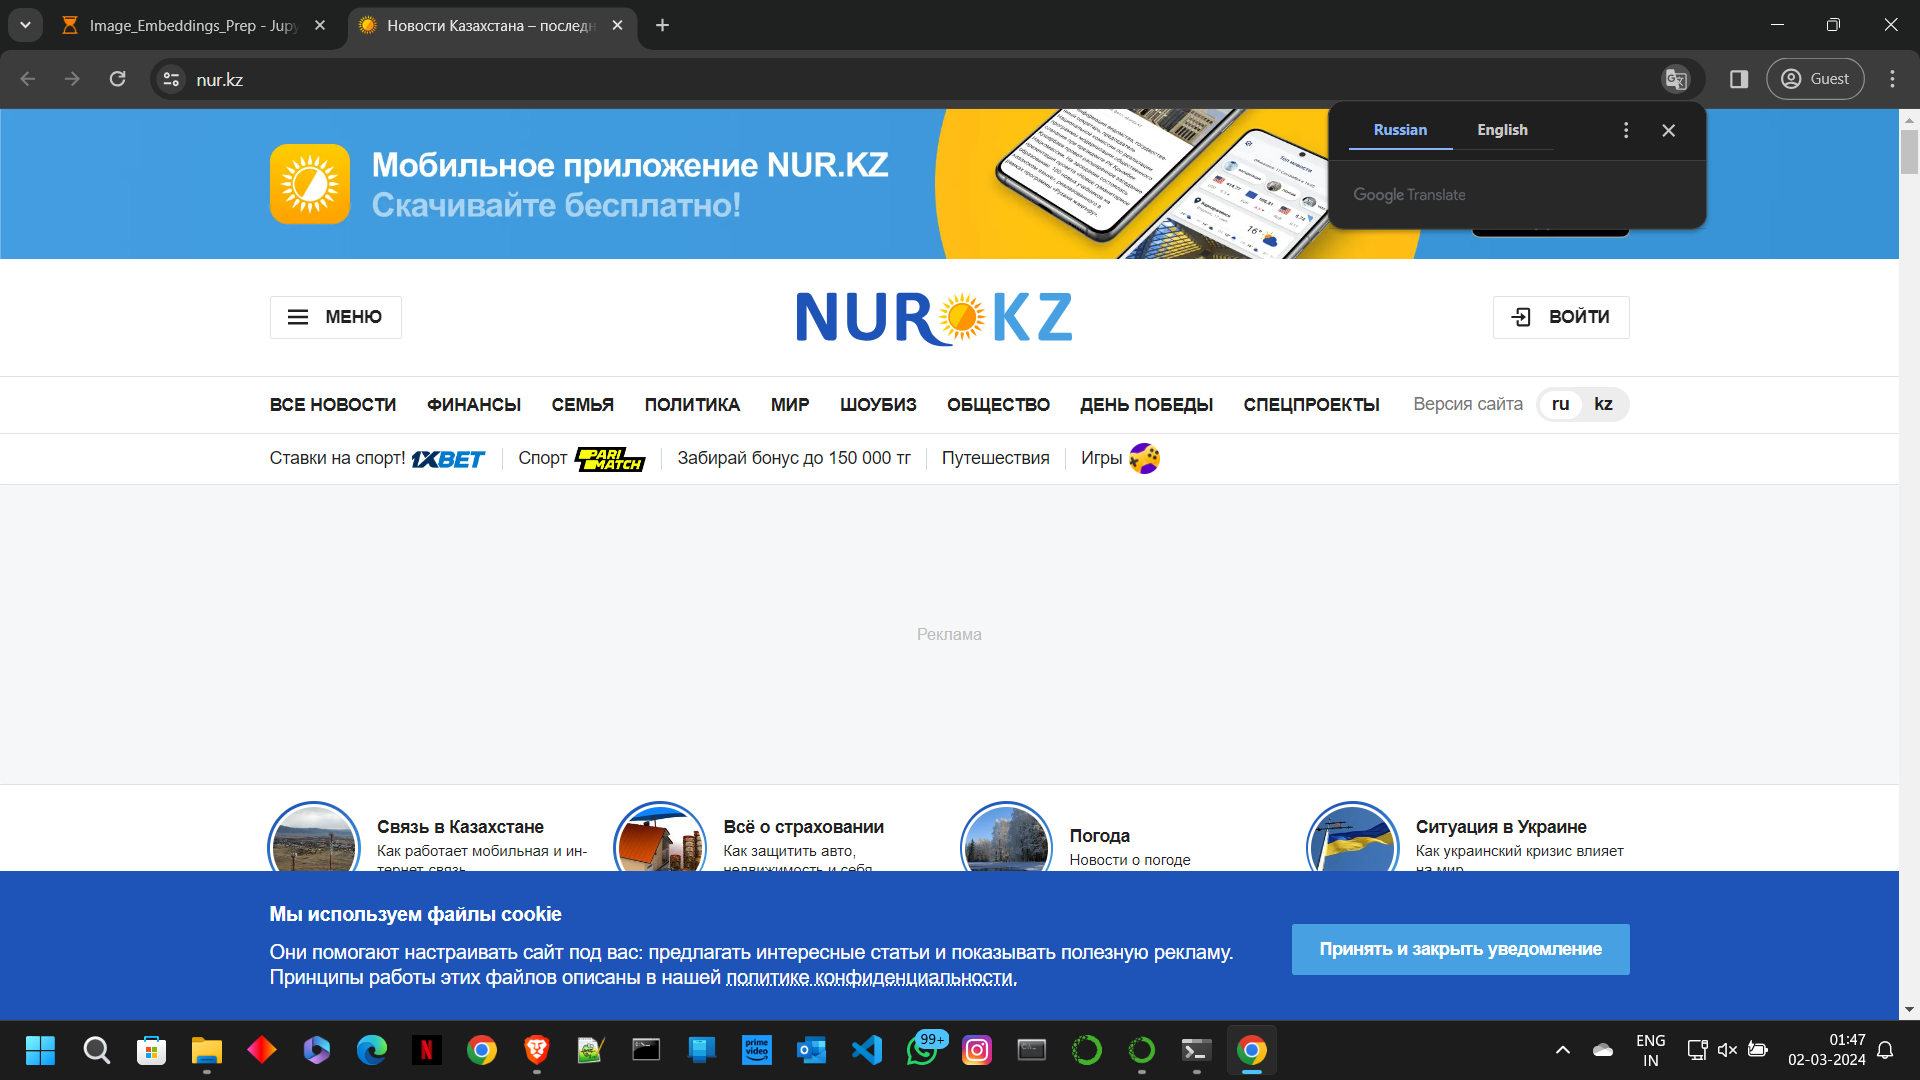 Image_Embeddings_Prep - Jupy
Новости Казахстана – последн
nur.kz
Guest
Russian English
Google Translate
Мобильное приложение NUR.KZ
Скачивайте бесплатно!
МЕНЮ
NUR KZ
ВОЙТИ
ВСЕ НОВОСТИ ФИНАНСЫ СЕМЬЯ ПОЛИТИКА МИР ШОУБИЗ ОБЩЕСТВО ДЕНЬ ПОБЕДЫ СПЕЦПРОЕКТЫ Версия сайта ru kz
Ставки на спорт! 1XBET Спорт PARI MATCH Забирай бонус до 150 000 тг Путешествия Игры
Реклама
Связь в Казахстане
Как работает мобильная и ин-
тернет-связь
Всё о страховании
Как защитить авто,
недвижимость и себя
Погода
Новости о погоде
Ситуация в Украине
Как украинский кризис влияет
на мир
Мы используем файлы cookie
Они помогают настраивать сайт под вас: предлагать интересные статьи и показывать полезную рекламу.
Принципы работы этих файлов описаны в нашей политике конфиденциальности.
Принять и закрыть уведомление
N
prime video
99+
ENG
IN
01:47
02-03-2024